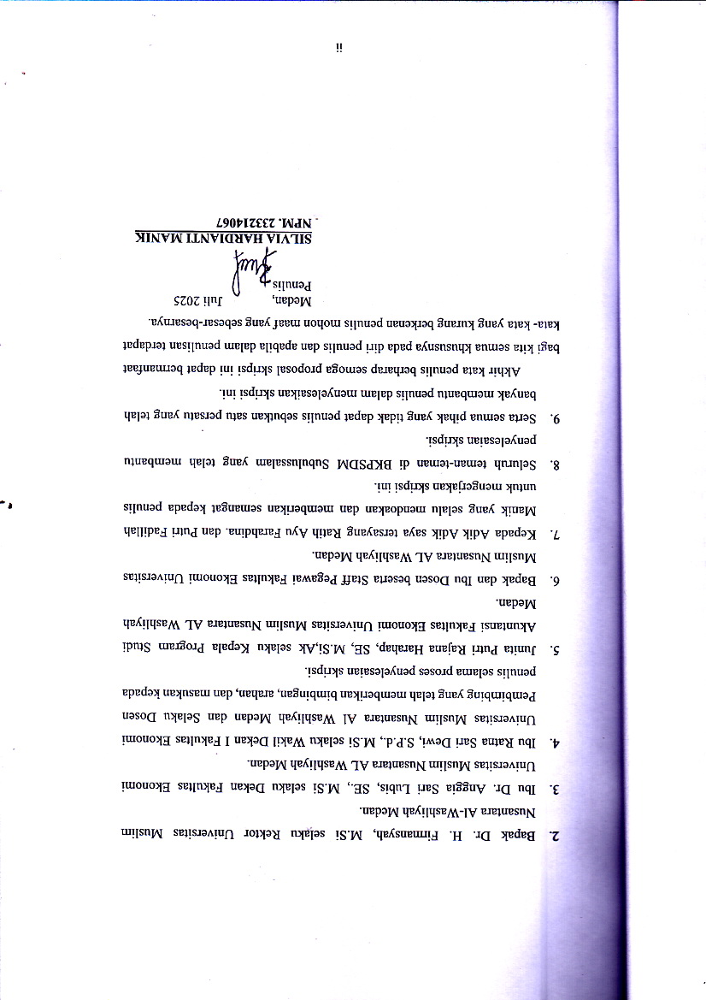 2. Bapak Dr. H. Firmansyah, M.Si selaku Rektor Universitas Muslim
Nusantara Al-Washliyah Medan.
3. Ibu Dr. Anggia Sari Lubis, SE., M.Si selaku Dekan Fakultas Ekonomi
Universitas Muslim Nusantara AL Washliyah Medan.
4. Ibu Ratna Sari Dewi, S.P.d., M.Si selaku Wakil Dekan I Fakultas Ekonomi
Universitas Muslim Nusantara Al Washliyah Medan dan Selaku Dosen
Pembimbing yang telah memberikan bimbingan, arahan, dan masukan kepada
penulis selama proses penyelesaian skripsi.
5. Junita Putri Rajana Harahap, SE, M.Si,Ak selaku Kepala Program Studi
Akuntansi Fakultas Ekonomi Universitas Muslim Nusantara AL Washliyah
Medan.
6. Bapak dan Ibu Dosen beserta Staff Pegawai Fakultas Ekonomi Universitas
Muslim Nusantara AL Washliyah Medan.
7. Kepada Adik Adik saya tersayang Ratih Ayu Farahdina. dan Putri Fadillah
Manik yang selalu mendoakan dan memberikan semangat kepada penulis
untuk mengerjakan skripsi ini.
8. Seluruh teman-teman di BKPSDM Subulussalam yang telah membantu
penyelesaian skripsi.
9. Serta semua pihak yang tidak dapat penulis sebutkan satu persatu yang telah
banyak membantu penulis dalam menyelesaikan skripsi ini.
Akhir kata penulis berharap semoga proposal skripsi ini dapat bermanfaat
bagi kita semua khususnya pada diri penulis dan apabila dalam penulisan terdapat
kata- kata yang kurang berkenan penulis mohon maaf yang sebesar-besarnya.
Medan, Juli 2025
Penulis
SILVIA HARDIANTI MANIK
NPM. 233214067
ii